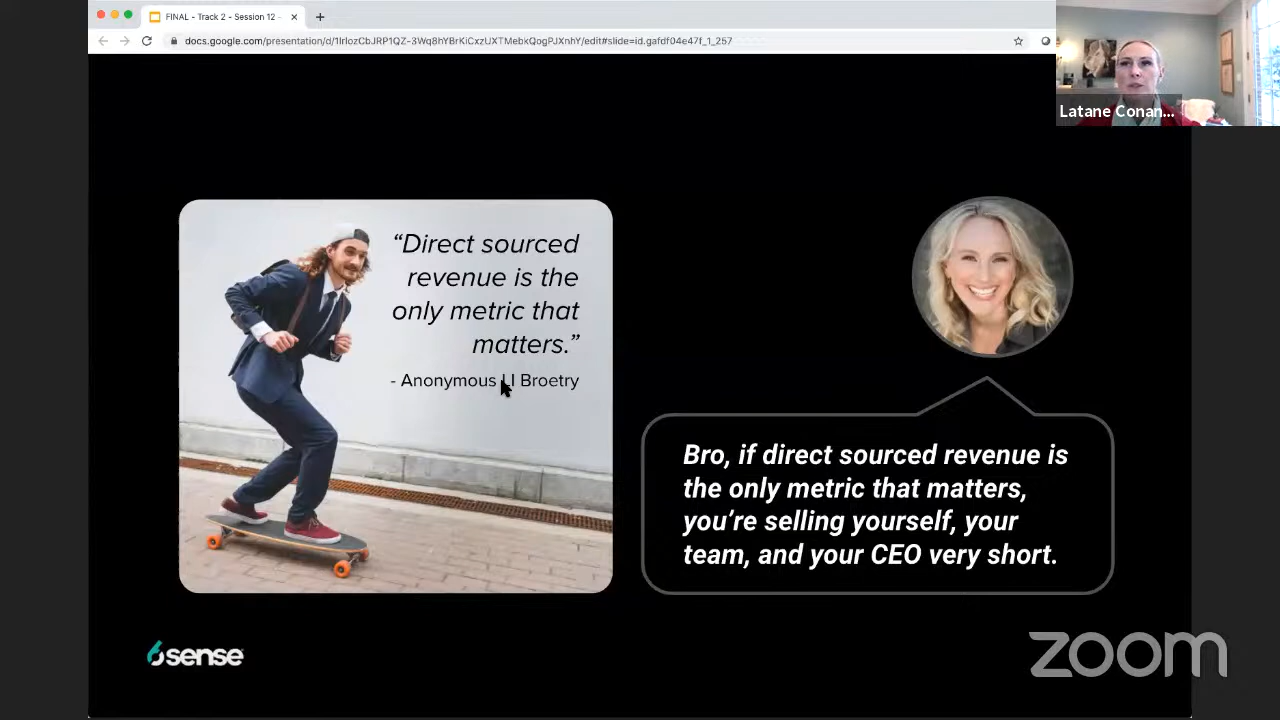 FINAL - Track 2 - Session 12 -
docs.google.com/presentation/d/1IrlozCbJRP1QZ-3Wq8hYBrKiCxzUXTMebkQogPJXnhY/edit#slide=id.gafdf04e47f_1_257
Latane Conan...
“Direct sourced
revenue is the
only metric that
matters.”
- Anonymous LI Broetry
Bro, if direct sourced revenue is
the only metric that matters,
you’re selling yourself, your
team, and your CEO very short.
6sense
zoom